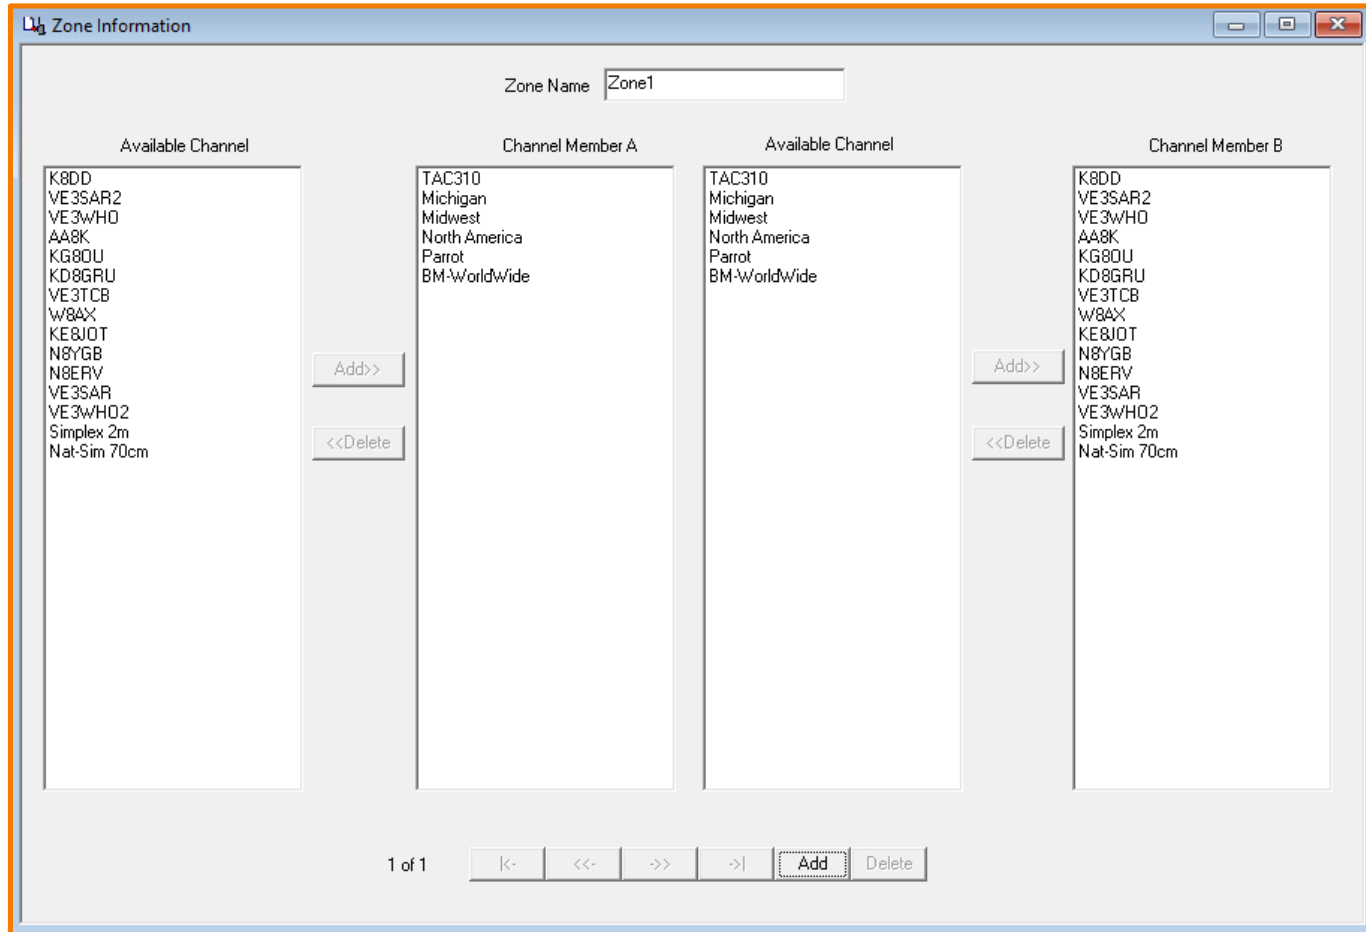 Zone Information
Zone Name Zone1
Available Channel
K8DD
VE3SAR2
VE3WHO
AA8K
KG8OU
KD8GRU
VE3TCB
W8AX
KE8JOT
N8YGB
N8ERV
VE3SAR
VE3WHO2
Simplex 2m
Nat-Sim 70cm
Add>>
<<Delete
Channel Member A
TAC310
Michigan
Midwest
North America
Parrot
BM-WorldWide
Available Channel
TAC310
Michigan
Midwest
North America
Parrot
BM-WorldWide
Add>>
<<Delete
Channel Member B
K8DD
VE3SAR2
VE3WHO
AA8K
KG8OU
KD8GRU
VE3TCB
W8AX
KE8JOT
N8YGB
N8ERV
VE3SAR
VE3WHO2
Simplex 2m
Nat-Sim 70cm
1 of 1 |<- <<- ->> ->| Add Delete